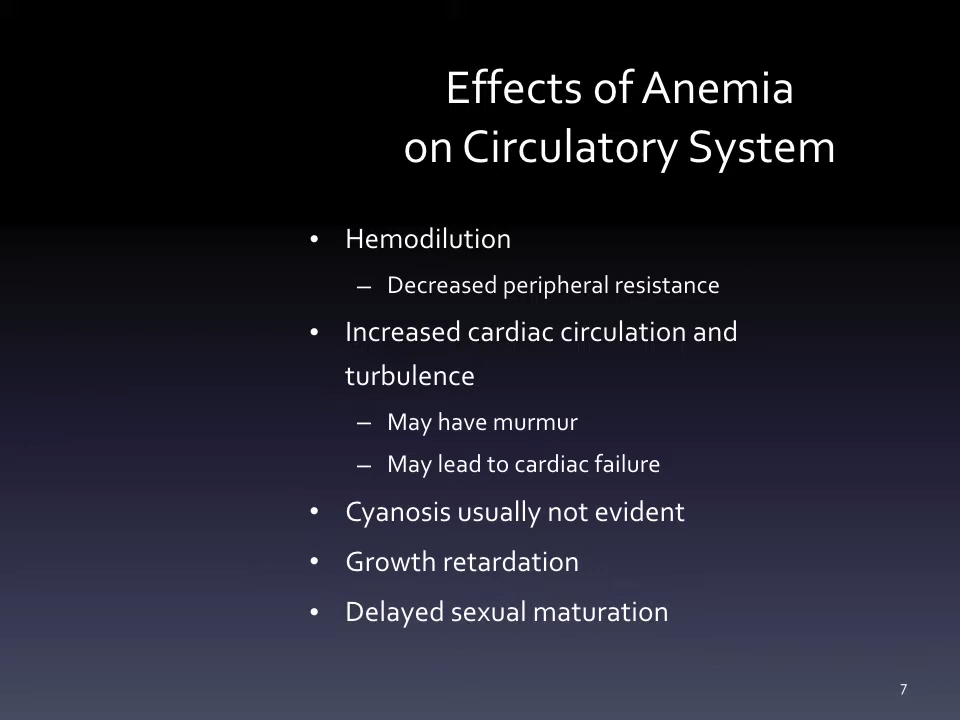 Effects of Anemia
on Circulatory System
• Hemodilution
– Decreased peripheral resistance
• Increased cardiac circulation and
turbulence
– May have murmur
– May lead to cardiac failure
• Cyanosis usually not evident
• Growth retardation
• Delayed sexual maturation
7